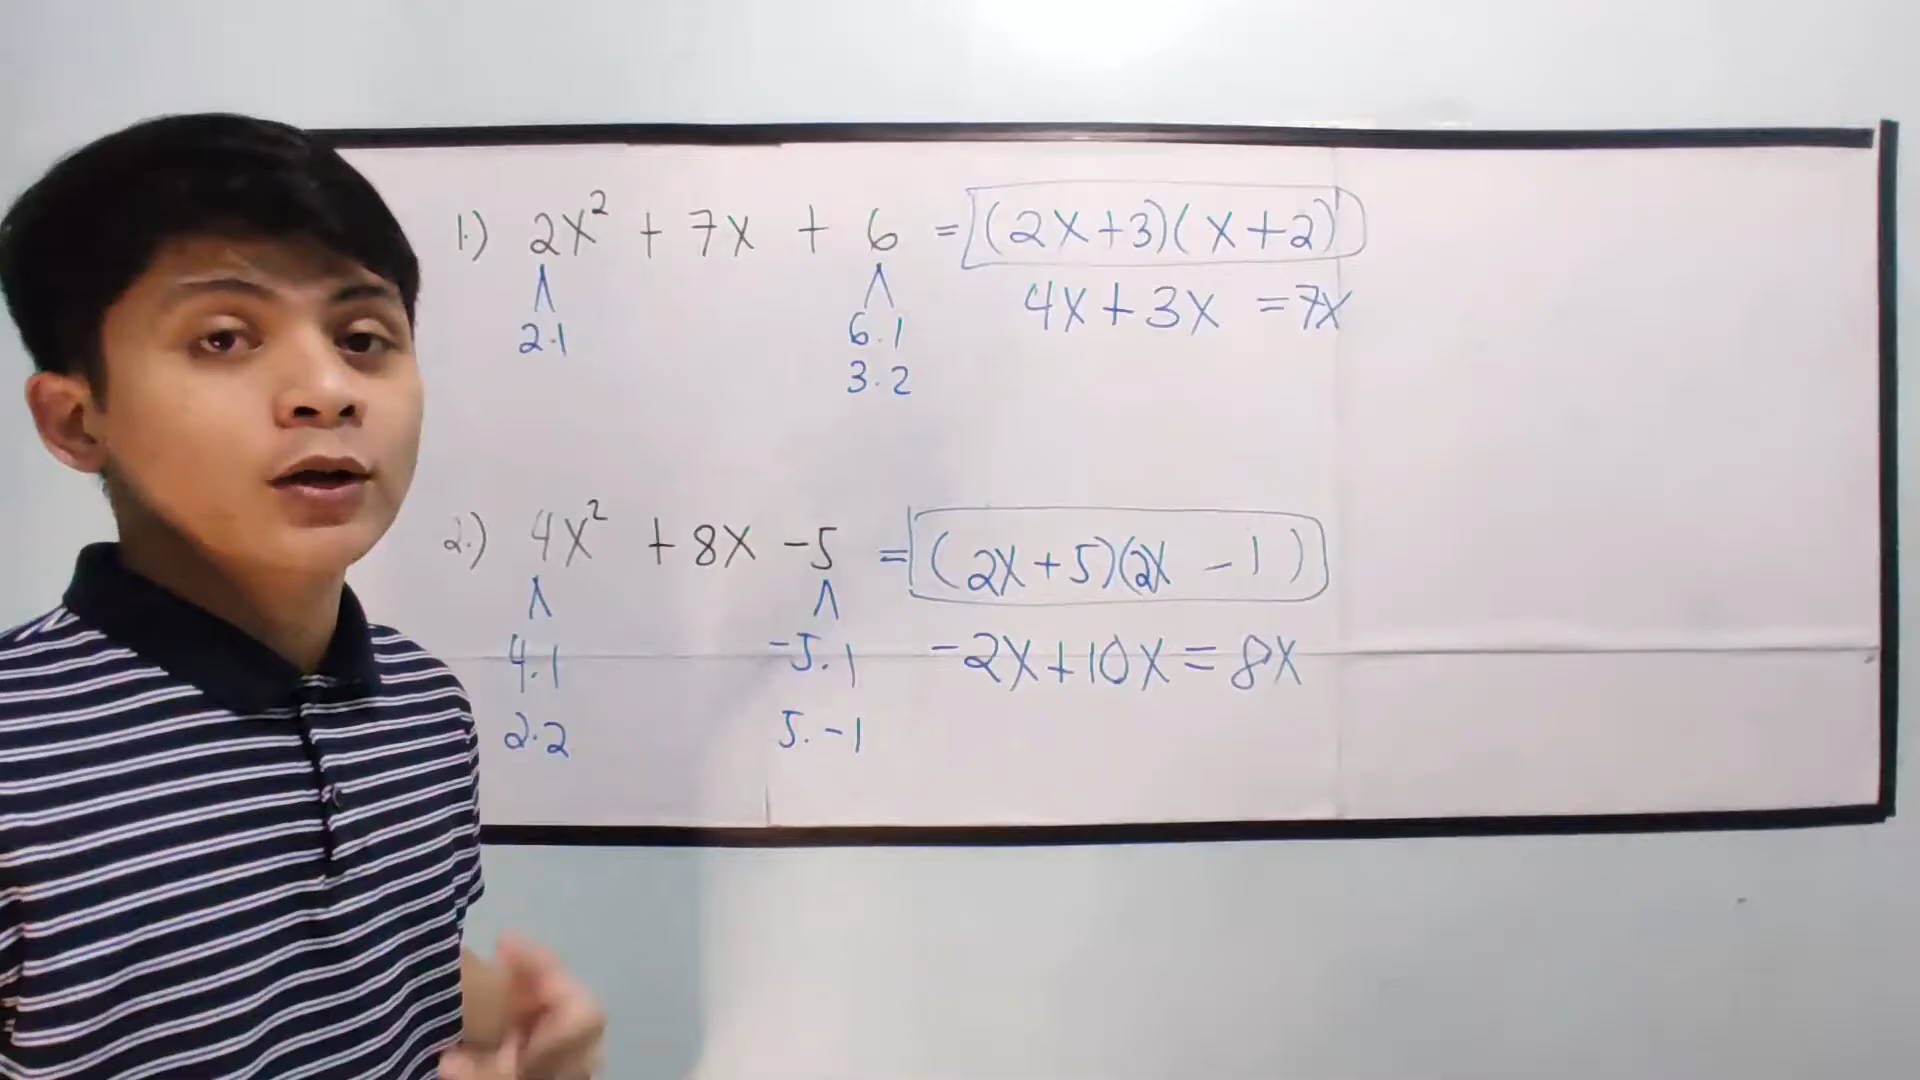 1.) 2x² + 7x + 6 = (2x+3)(x+2)
2.1 6.1 4x+3x = 7x
3.2
2.) 4x² + 8x - 5 = (2x+5)(2x - 1)
4.1 -5.1 -2x+10x = 8x
2.2 5.-1